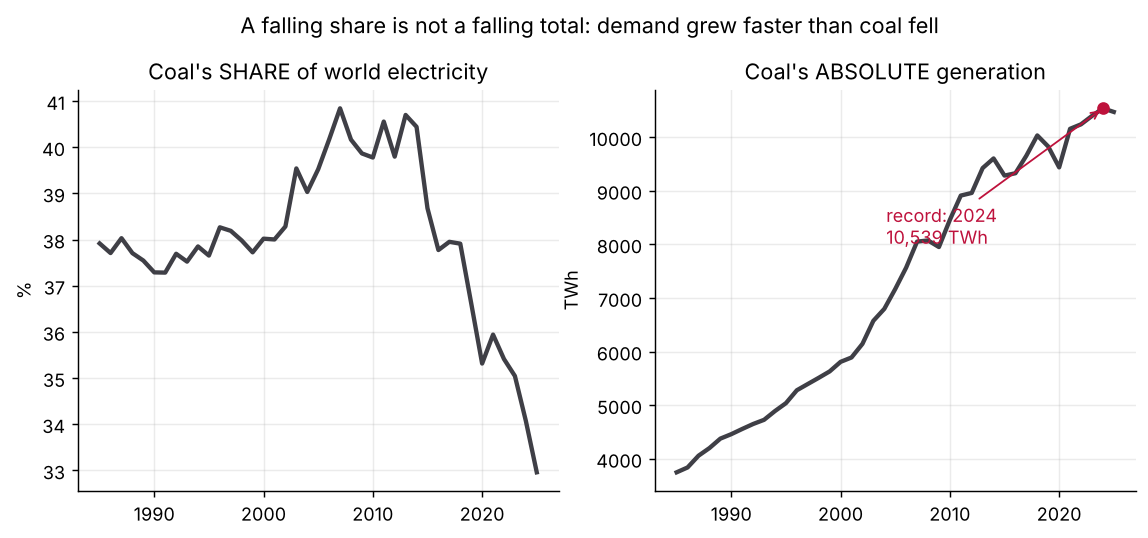 A falling share is not a falling total: demand grew faster than coal fell
Coal's SHARE of world electricity
%
41
40
39
38
37
36
35
34
33
1990 2000 2010 2020
Coal's ABSOLUTE generation
TWh
10000
9000
8000
7000
6000
5000
4000
record: 2024
10,539 TWh
1990 2000 2010 2020